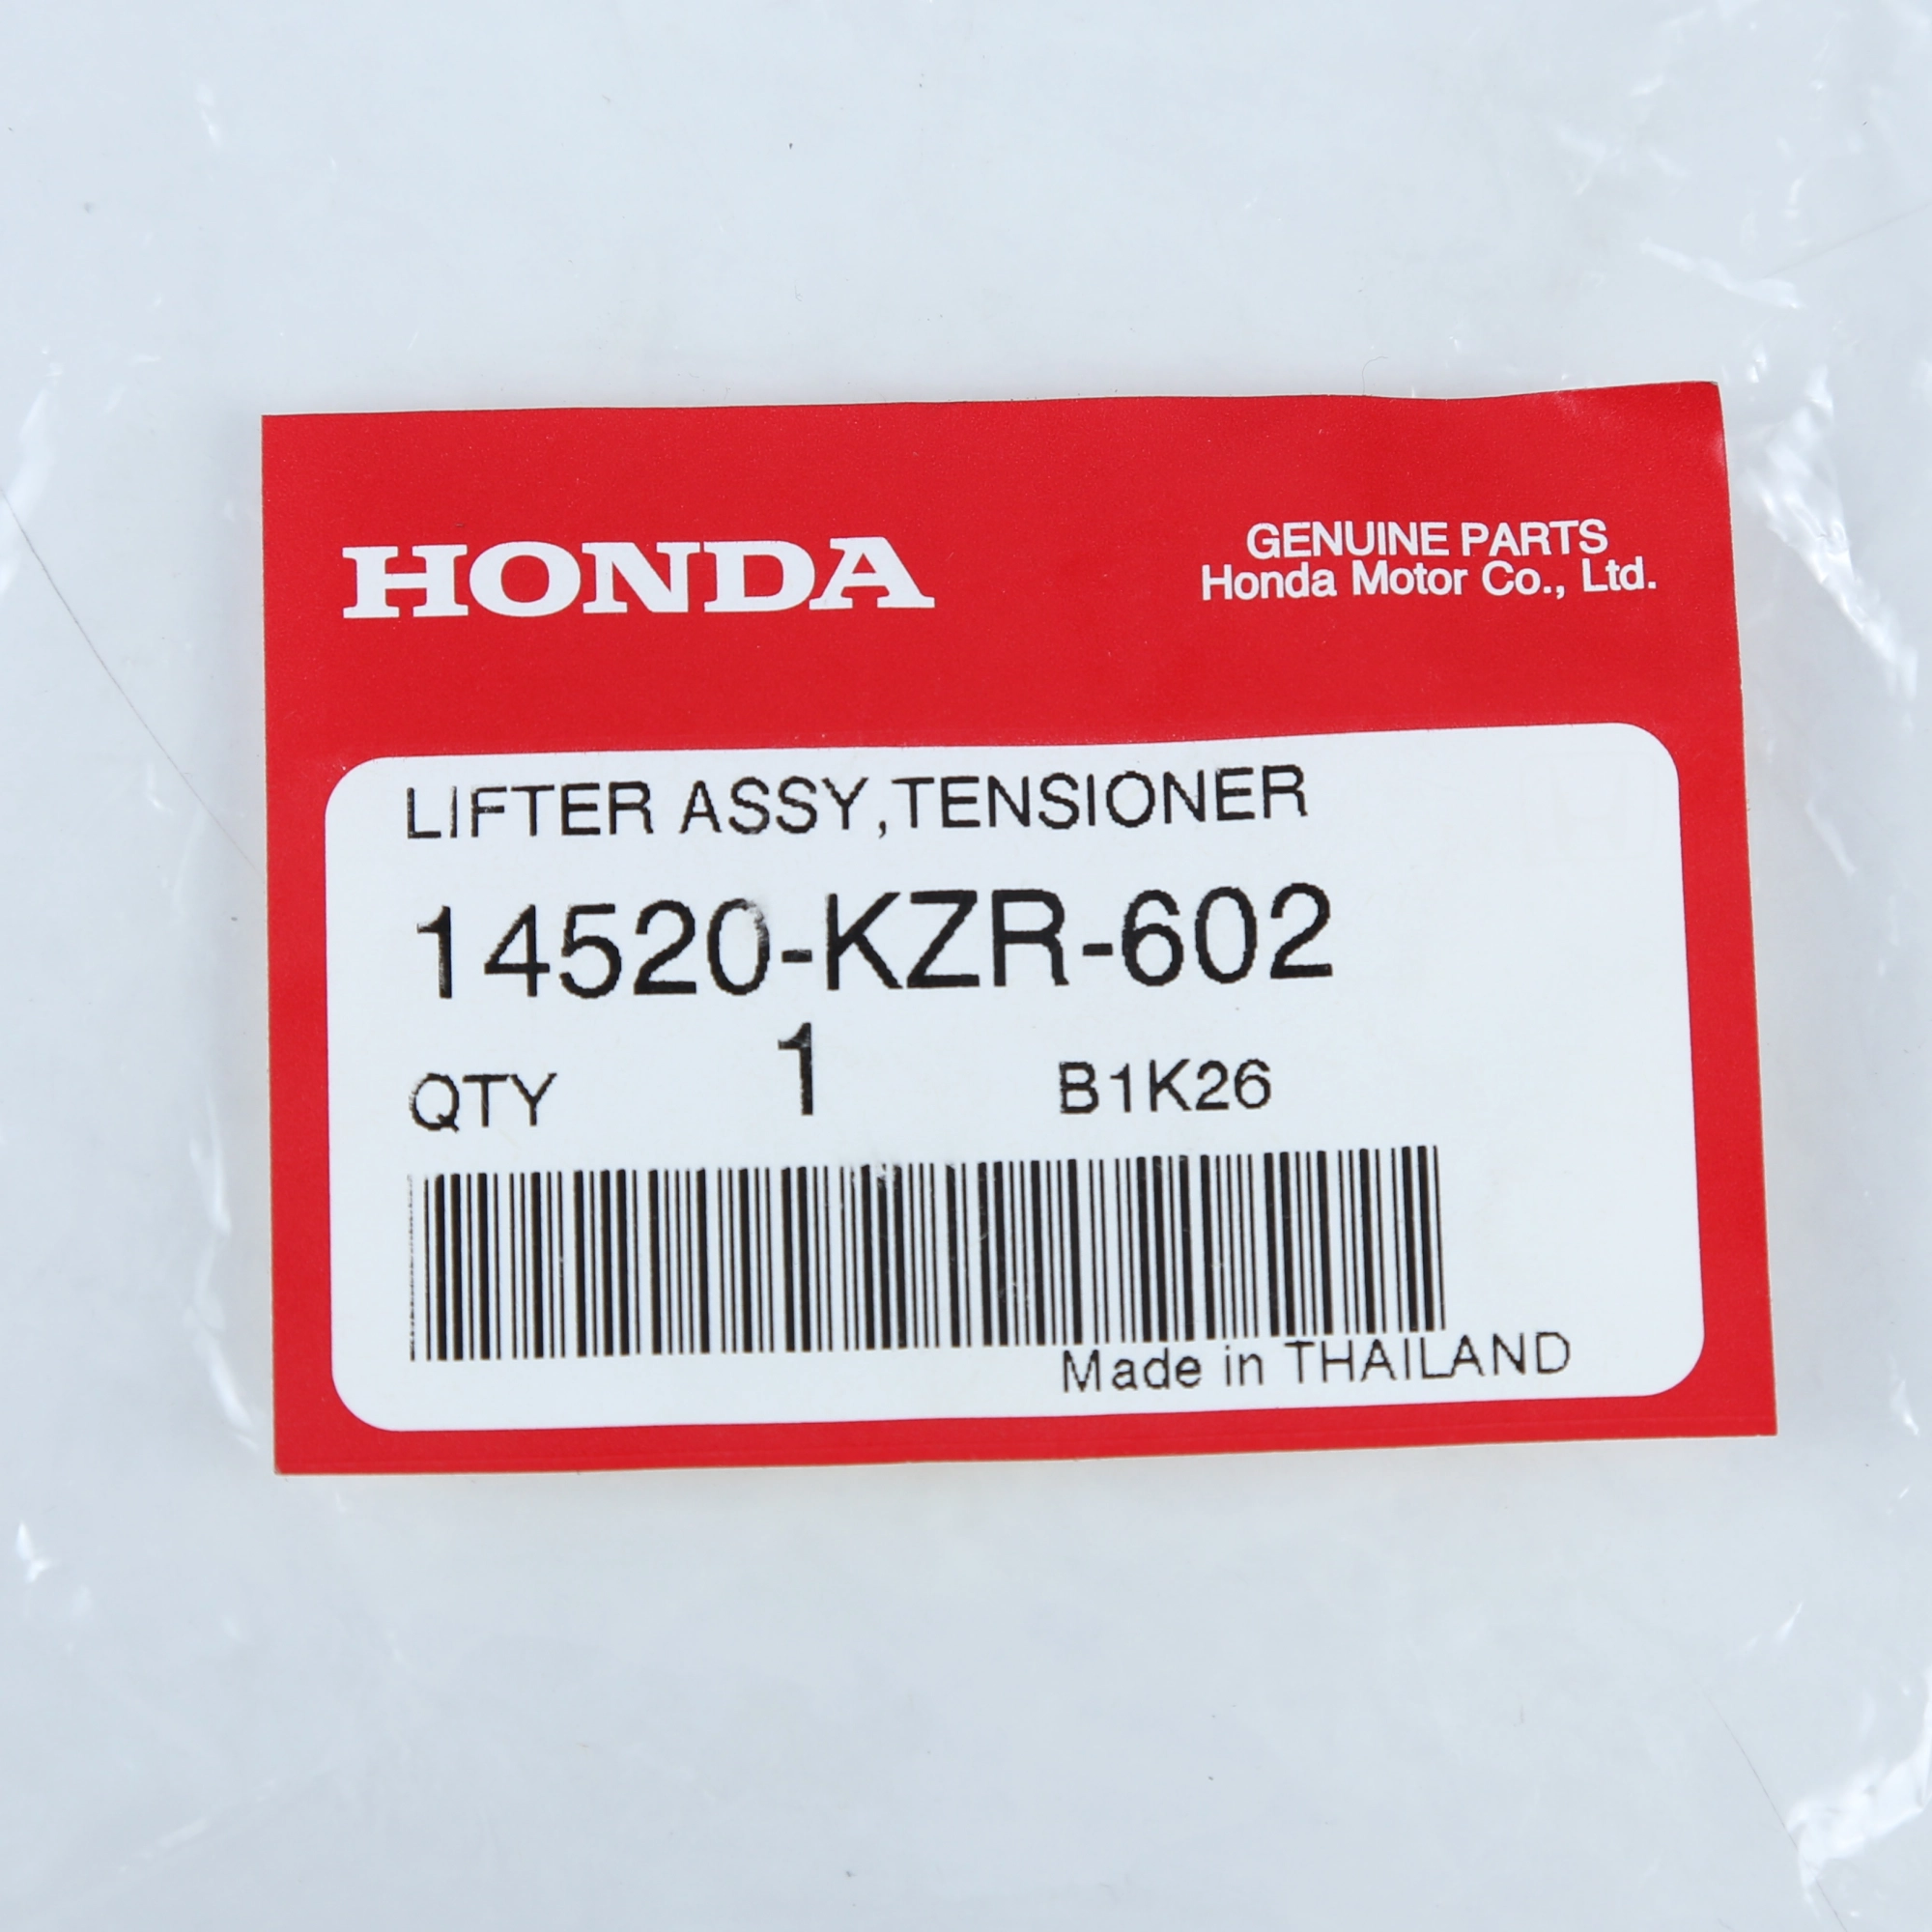 HONDA
GENUINE PARTS
Honda Motor Co., Ltd.
LIFTER ASSY,TENSIONER
14520-KZR-602
QTY 1 B1K26
Made in THAILAND